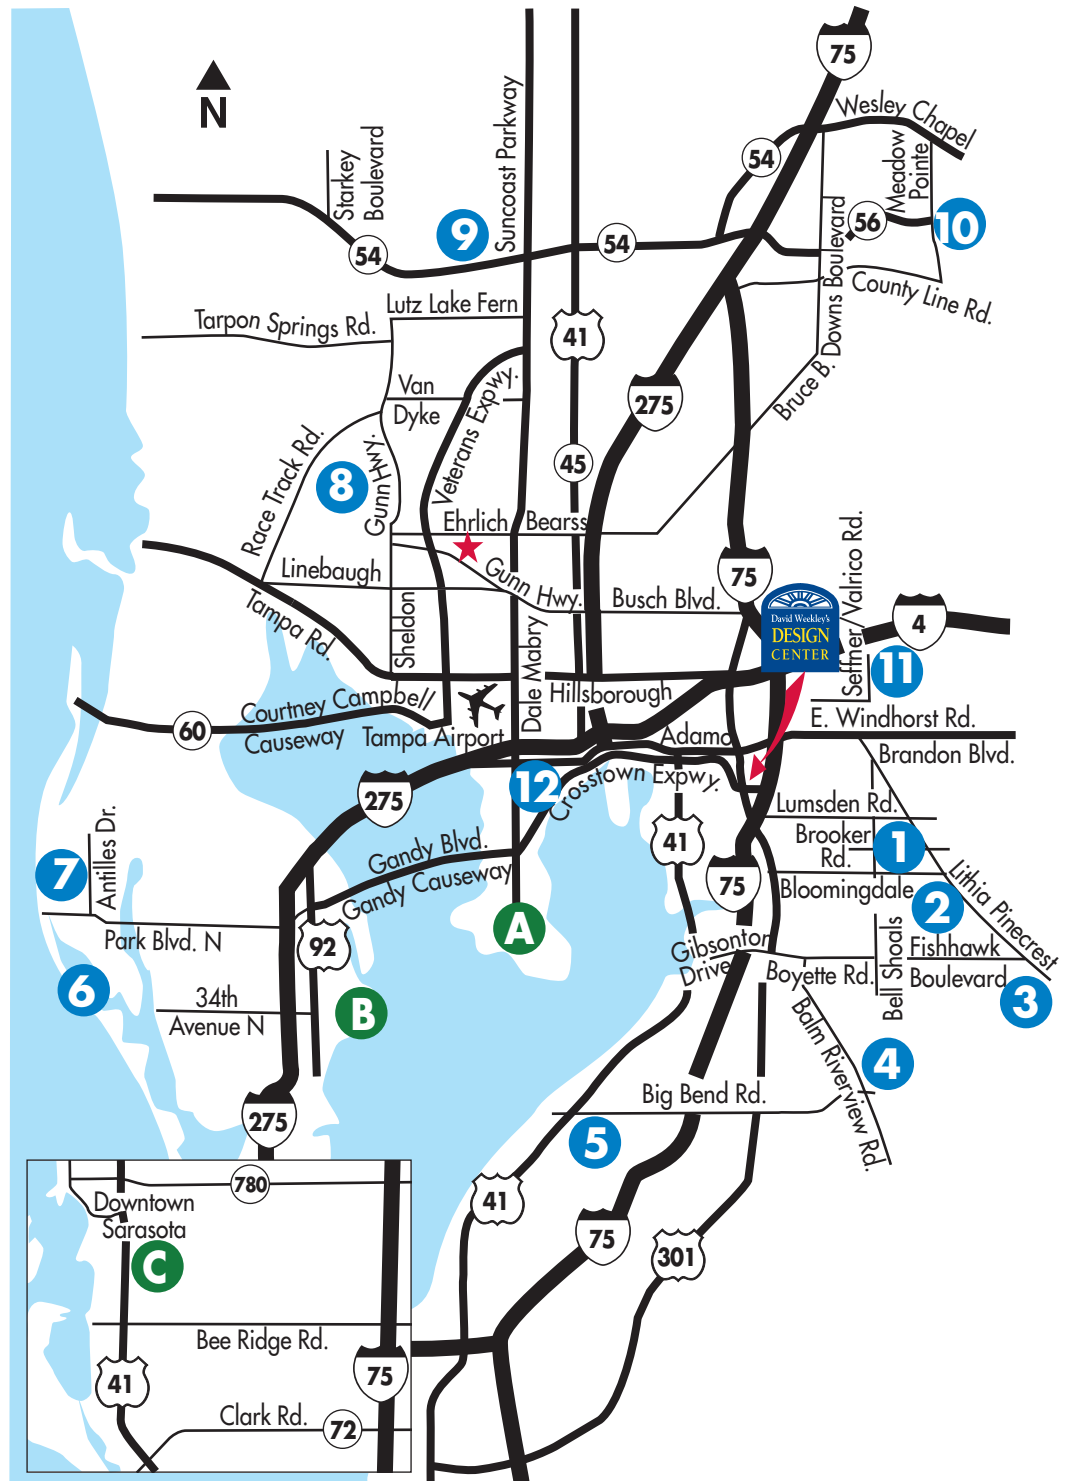 75
Wesley Chapel
N
Suncoast Parkway
54
Meadow
Pointe
Starkey
Boulevard
9
54
54
56
10
Bruce B. Downs Boulevard
County Line Rd.
Lutz Lake Fern
Tarpon Springs Rd.
41
Van
Dyke
Veterans Expwy.
275
Race Track Rd.
Gunn Hwy.
8
45
Ehrlich
Bearss
Seffner Valrico Rd.
Linebaugh
Gunn Hwy.
Busch Blvd.
75
David Weekley's
DESIGN
CENTER
4
Tampa Rd.
Sheldon
Dale Mabry
11
Hillsborough
Courtney Campbell
Causeway
60
Tampa Airport
Adamo
E. Windhorst Rd.
Brandon Blvd.
12
Crosstown Expwy.
275
Lumsden Rd.
Antilles Dr.
7
Gandy Blvd.
Gandy Causeway
41
Brooker
Rd.
1
75
Bloomingdale
2
Lithia Pinecrest
A
Park Blvd. N
92
Gibsonton
Drive
Boyette Rd.
Bell Shoals
Fishhawk
Boulevard
3
6
34th
Avenue N
B
Balm Riverview Rd.
4
Big Bend Rd.
275
5
780
Downtown
Sarasota
C
41
75
301
Bee Ridge Rd.
41
75
Clark Rd.
72